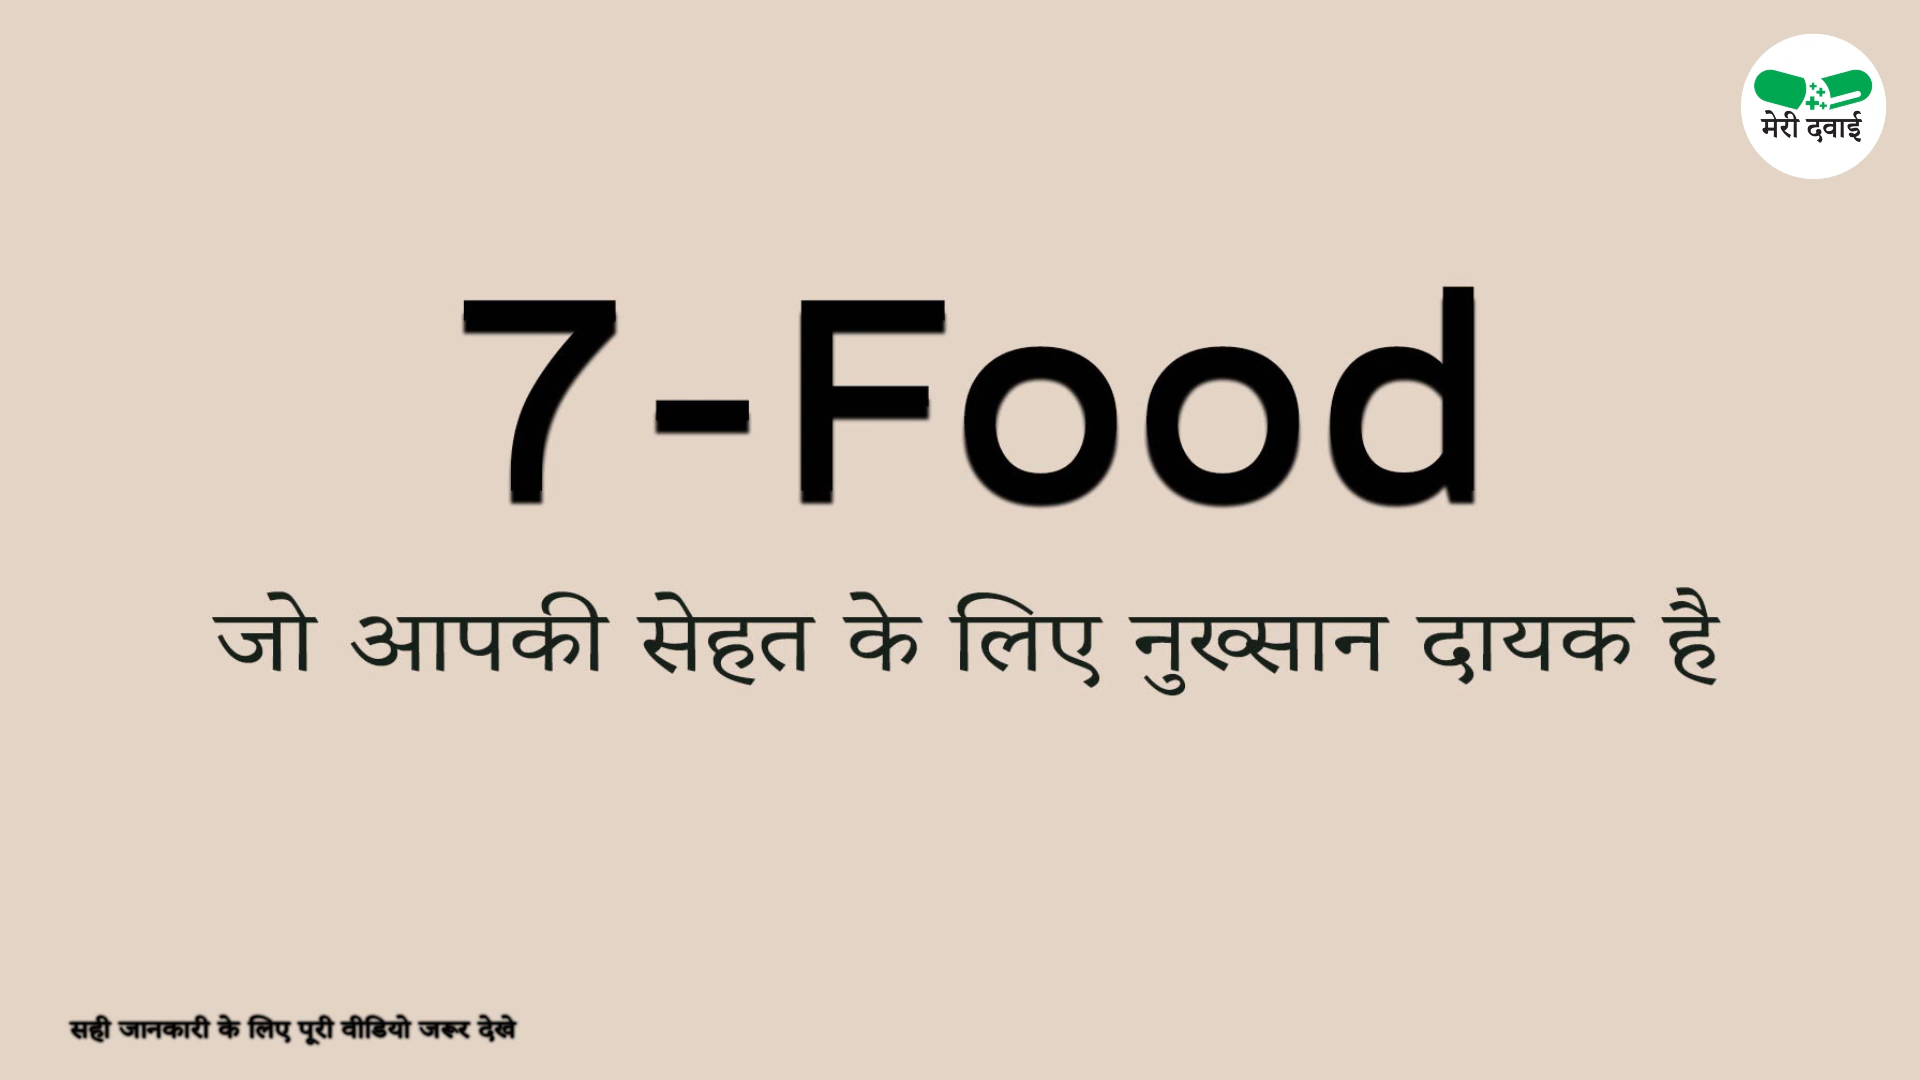 मेरी दवाई
7-Food
जो आपकी सेहत के लिए नुख्सान दायक है
सही जानकारी के लिए पूरी वीडियो जरूर देखे